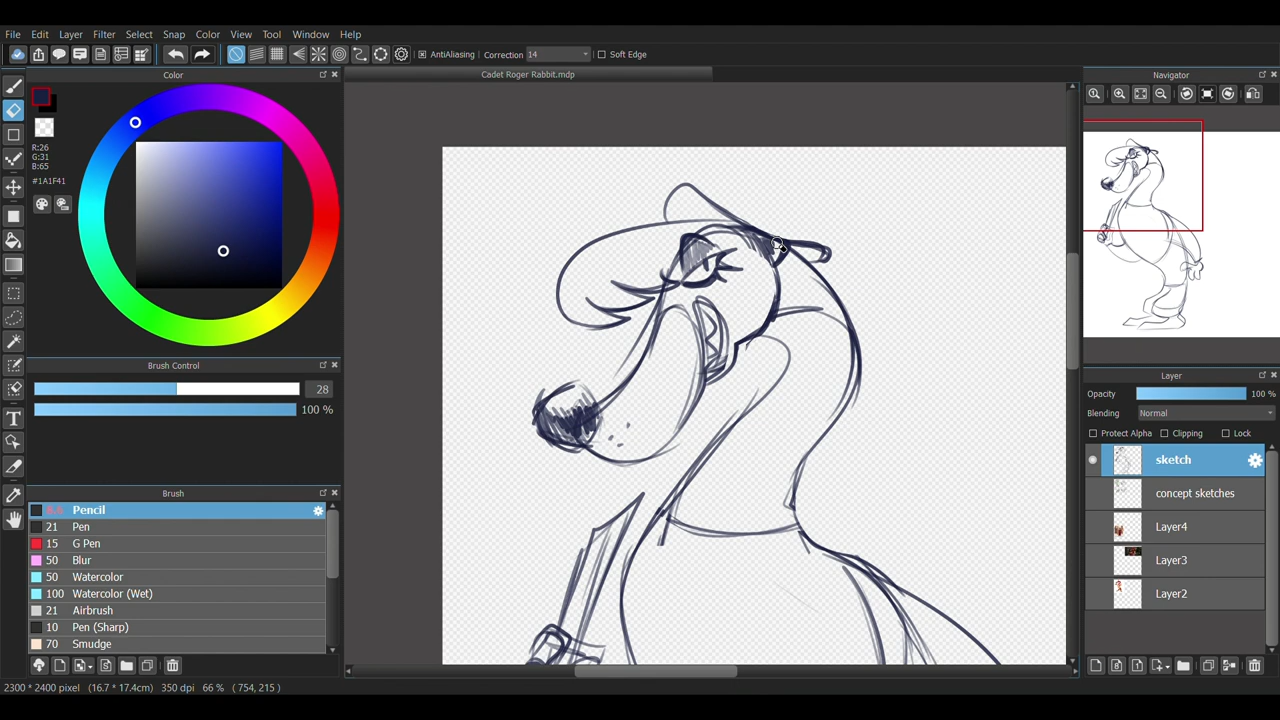 File Edit Layer Filter Select Snap Color View Tool Window Help
AntiAliasing Correction 14 Soft Edge
Color Cadet Roger Rabbit.mdp Navigator
R:26
G:31
B:65
#1A1F41
Brush Control
28
100 %
Layer
Opacity 100 %
Blending Normal
Protect Alpha Clipping Lock
sketch
concept sketches
Layer4
Layer3
Layer2
Brush
Pencil
21 Pen
15 G Pen
50 Blur
50 Watercolor
100 Watercolor (Wet)
21 Airbrush
10 Pen (Sharp)
70 Smudge
2300 * 2400 pixel (16.7 * 17.4cm) 350 dpi 66 % ( 754, 215 )